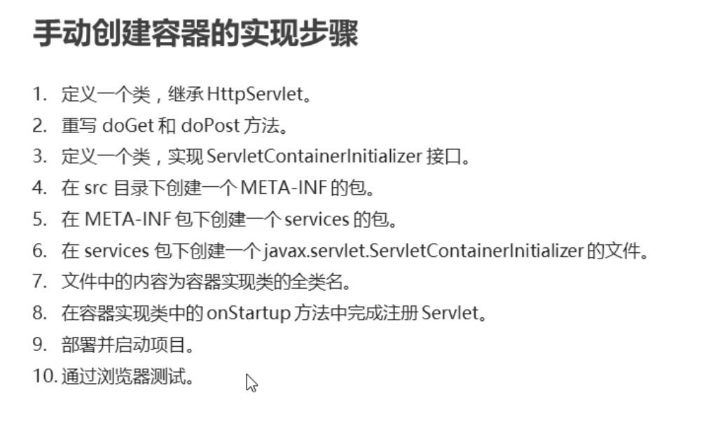 手动创建容器的实现步骤
1. 定义一个类，继承 HttpServlet。
2. 重写 doGet 和 doPost 方法。
3. 定义一个类，实现 ServletContainerInitializer 接口。
4. 在 src 目录下创建一个 META-INF 的包。
5. 在 META-INF 包下创建一个 services 的包。
6. 在 services 包下创建一个 javax.servlet.ServletContainerInitializer 的文件。
7. 文件中的内容为容器实现类的全类名。
8. 在容器实现类中的 onStartup 方法中完成注册 Servlet。
9. 部署并启动项目。
10. 通过浏览器测试。